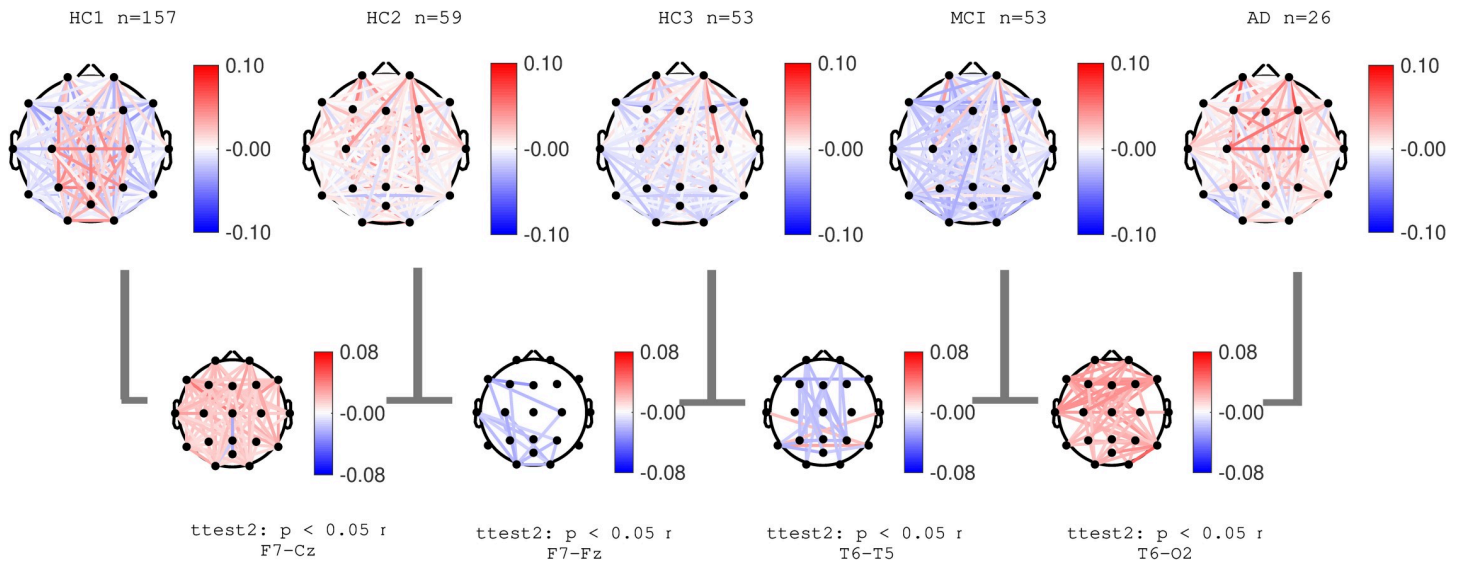 HC1 n=157
HC2 n=59
HC3 n=53
MCI n=53
AD n=26
0.10
-0.00
-0.10
0.10
-0.00
-0.10
0.10
-0.00
-0.10
0.10
-0.00
-0.10
0.10
-0.00
-0.10
0.08
-0.00
-0.08
0.08
-0.00
-0.08
0.08
-0.00
-0.08
0.08
-0.00
-0.08
ttest2: p < 0.05 r
F7-Cz
ttest2: p < 0.05 r
F7-Fz
ttest2: p < 0.05 r
T6-T5
ttest2: p < 0.05 r
T6-O2